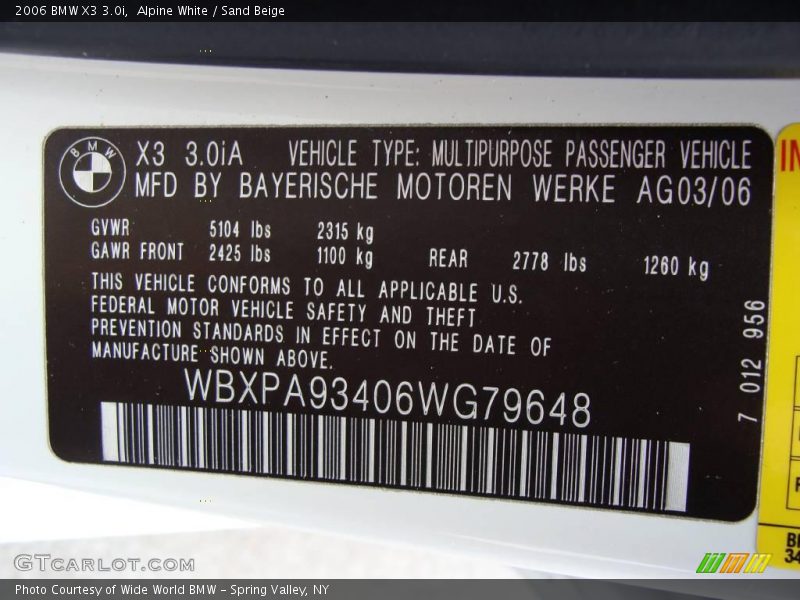 2006 BMW X3 3.0i,  Alpine White / Sand Beige
BMW
X3 3.0iA VEHICLE TYPE: MULTIPURPOSE PASSENGER VEHICLE
MFD BY BAYERISCHE MOTOREN WERKE AG03/06
GVWR 5104 lbs 2315 kg
GAWR FRONT 2425 lbs 1100 kg REAR 2778 lbs 1260 kg
THIS VEHICLE CONFORMS TO ALL APPLICABLE U.S.
FEDERAL MOTOR VEHICLE SAFETY AND THEFT
PREVENTION STANDARDS IN EFFECT ON THE DATE OF
MANUFACTURE SHOWN ABOVE.
WBXPA93406WG79648
7 012 956
GTCarLot.com
Photo Courtesy of Wide World BMW – Spring Valley, NY